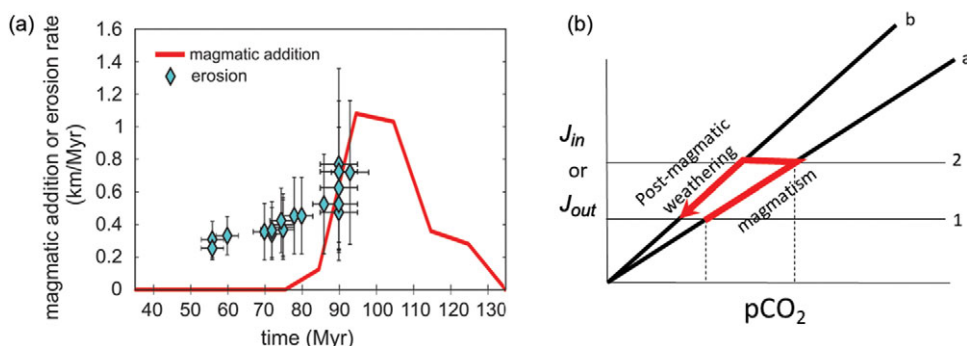 (a)
magmatic addition or erosion rate
(km/Myr)
1.6
1.4
1.2
1
0.8
0.6
0.4
0.2
0
magmatic addition
erosion
40 50 60 70 80 90 100 110 120 130
time (Myr)
(b)
b
a
J_in
or
J_out
2
1
Post-magmatic
weathering
magmatism
pCO₂